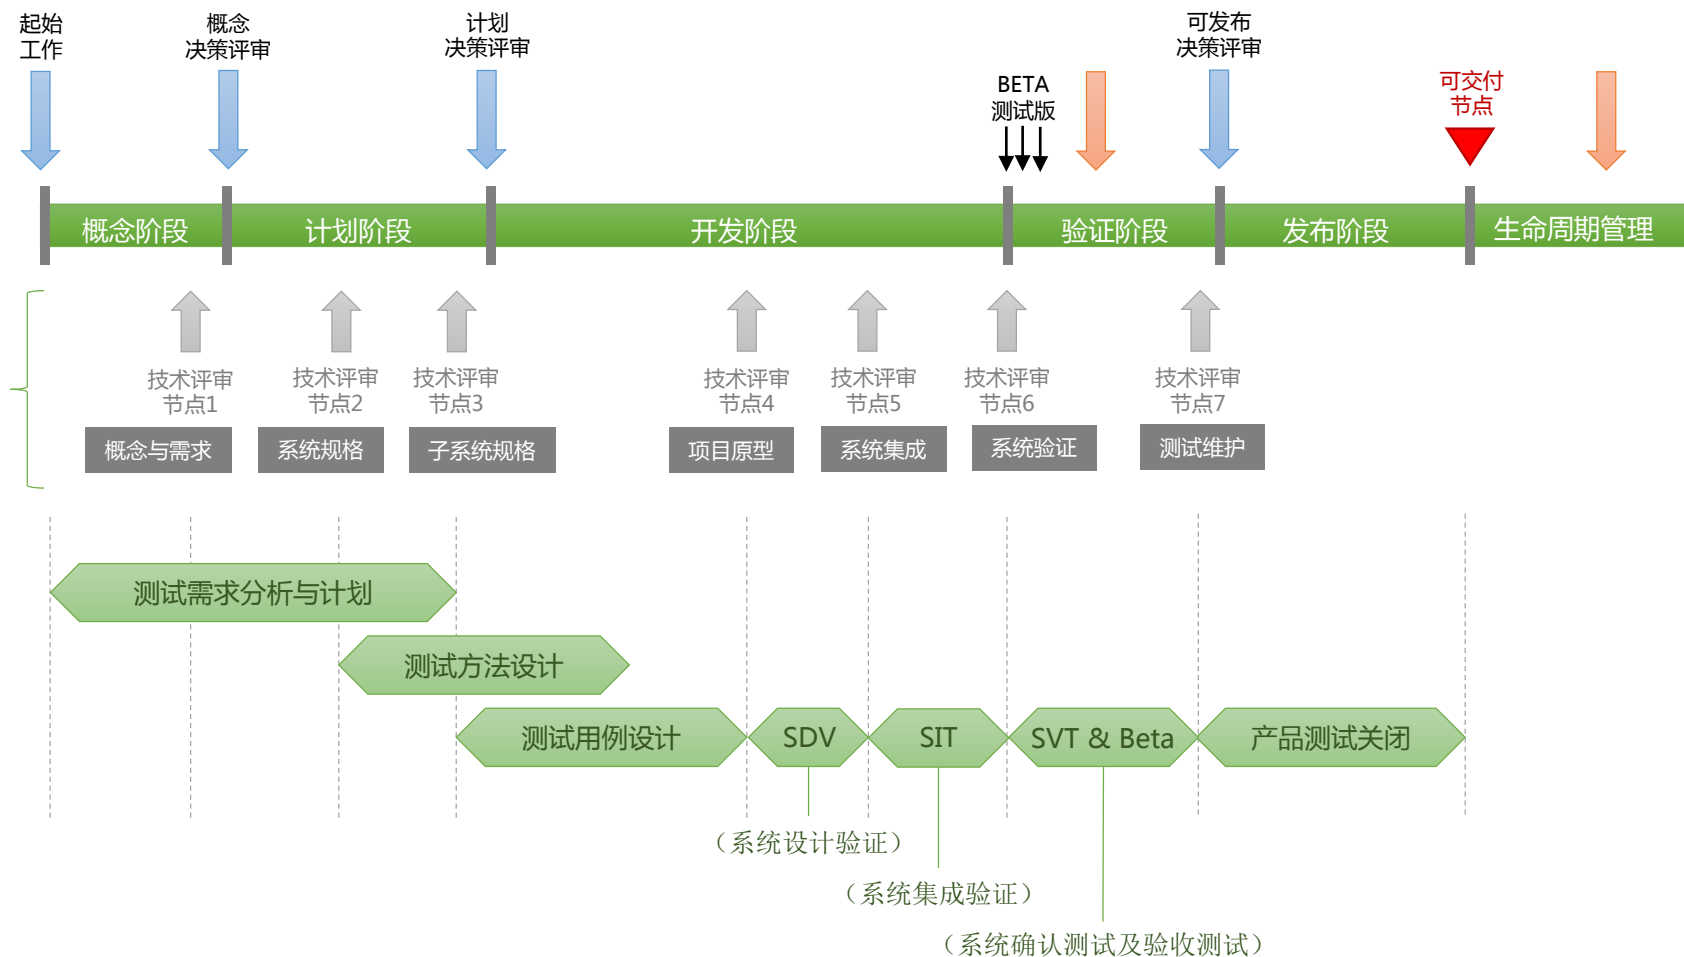 起始
工作
概念
决策评审
计划
决策评审
BETA
测试版
可发布
决策评审
可交付
节点
概念阶段
计划阶段
开发阶段
验证阶段
发布阶段
生命周期管理
技术评审
节点1
技术评审
节点2
技术评审
节点3
技术评审
节点4
技术评审
节点5
技术评审
节点6
技术评审
节点7
概念与需求
系统规格
子系统规格
项目原型
系统集成
系统验证
测试维护
测试需求分析与计划
测试方法设计
测试用例设计
SDV
SIT
SVT & Beta
产品测试关闭
（系统设计验证）
（系统集成验证）
（系统确认测试及验收测试）